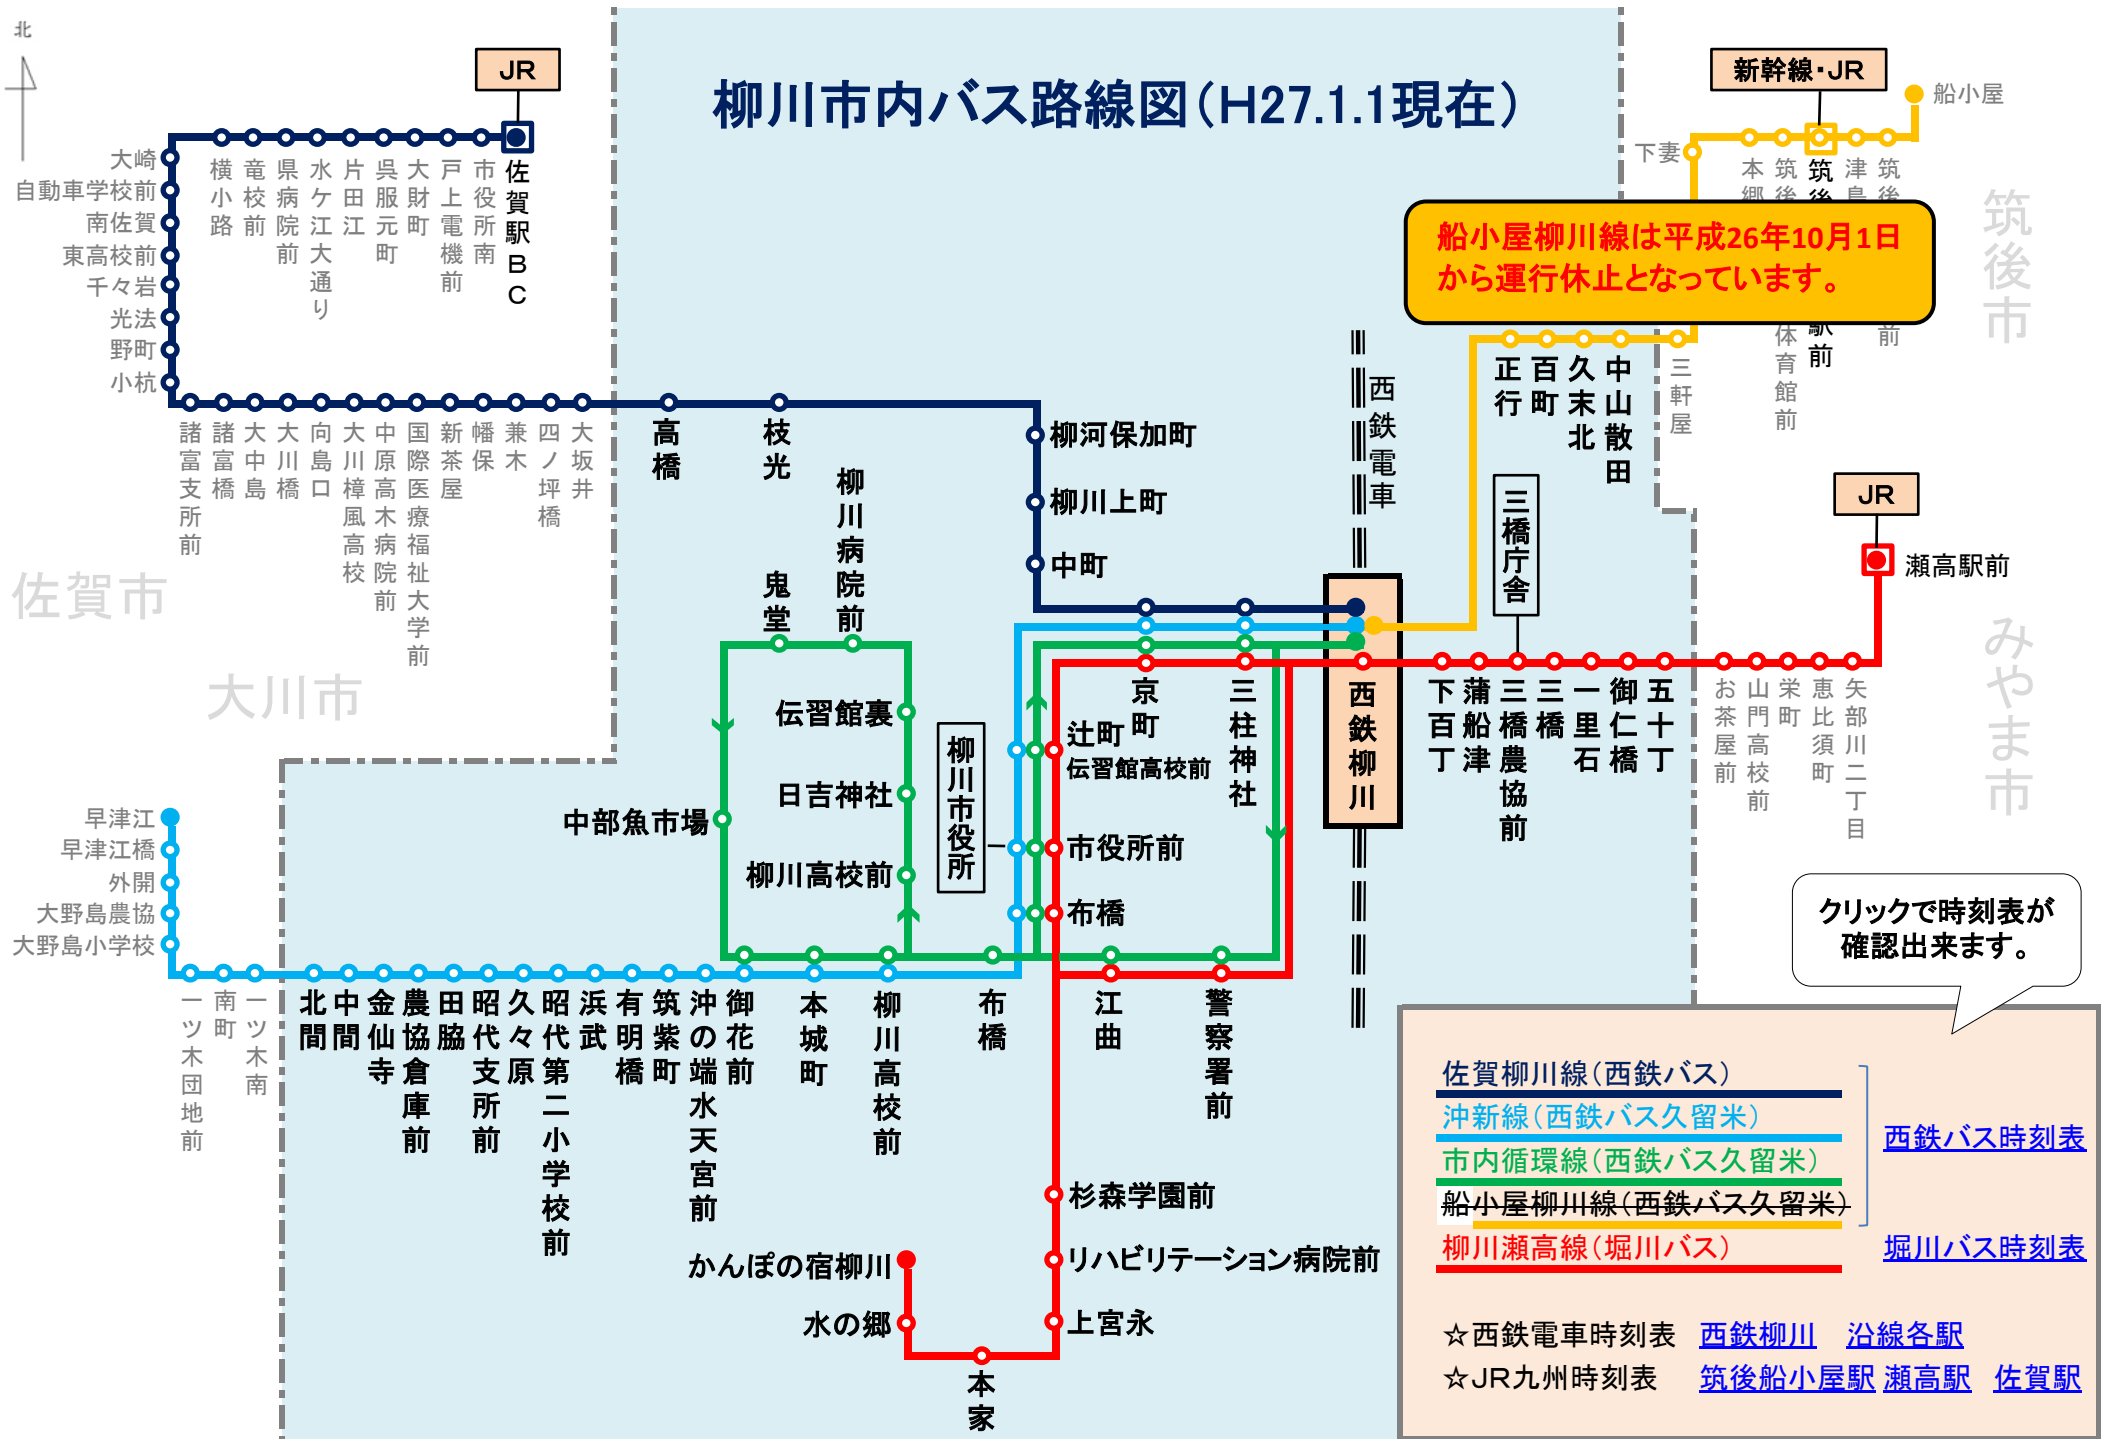 北
柳川市内バス路線図（H27.1.1現在）
JR
新幹線・JR
船小屋
下妻
本郷
筑後
体育館前
筑後
駅前
津島
筑後
前
船小屋柳川線は平成26年10月1日
から運行休止となっています。
筑後市
横小路
竜校前
県病院前
水ケ江大通り
片田江
呉服元町
大財町
戸上電機前
市役所南
佐賀駅BC
大崎
自動車学校前
南佐賀
東高校前
千々岩
光法
野町
小杭
諸富支所前
諸富橋
大中島
大川橋
向島口
大川樟風高校
中原高木病院前
国際医療福祉大学前
新茶屋
幡保
兼木
四ノ坪橋
大坂井
高橋
枝光
柳河保加町
柳川上町
中町
西鉄電車
正行
百町
久末北
中山散田
三軒屋
三橋庁舎
JR
瀬高駅前
佐賀市
大川市
みやま市
鬼堂
柳川病院前
伝習館裏
日吉神社
中部魚市場
柳川高校前
柳川市役所
辻町
伝習館高校前
市役所前
布橋
京町
三柱神社
西鉄柳川
下百丁
蒲船津
三橋農協前
三橋
一里石
御仁橋
五十丁
お茶屋前
山門高校前
栄町
恵比須町
矢部川二丁目
早津江
早津江橋
外開
大野島農協
大野島小学校
一ツ木団地前
南町
一ツ木南
北間
中間
金仙寺
農協倉庫前
田脇
昭代支所前
久々原
昭代第二小学校前
浜武
有明橋
筑紫町
沖の端水天宮前
御花前
本城町
柳川高校前
布橋
江曲
警察署前
杉森学園前
リハビリテーション病院前
上宮永
かんぽの宿柳川
水の郷
本家
クリックで時刻表が
確認出来ます。
佐賀柳川線（西鉄バス）
沖新線（西鉄バス久留米）
市内循環線（西鉄バス久留米）
西鉄バス時刻表
船小屋柳川線（西鉄バス久留米）
柳川瀬高線（堀川バス）
堀川バス時刻表
☆西鉄電車時刻表 西鉄柳川 沿線各駅
☆JR九州時刻表 筑後船小屋駅 瀬高駅 佐賀駅